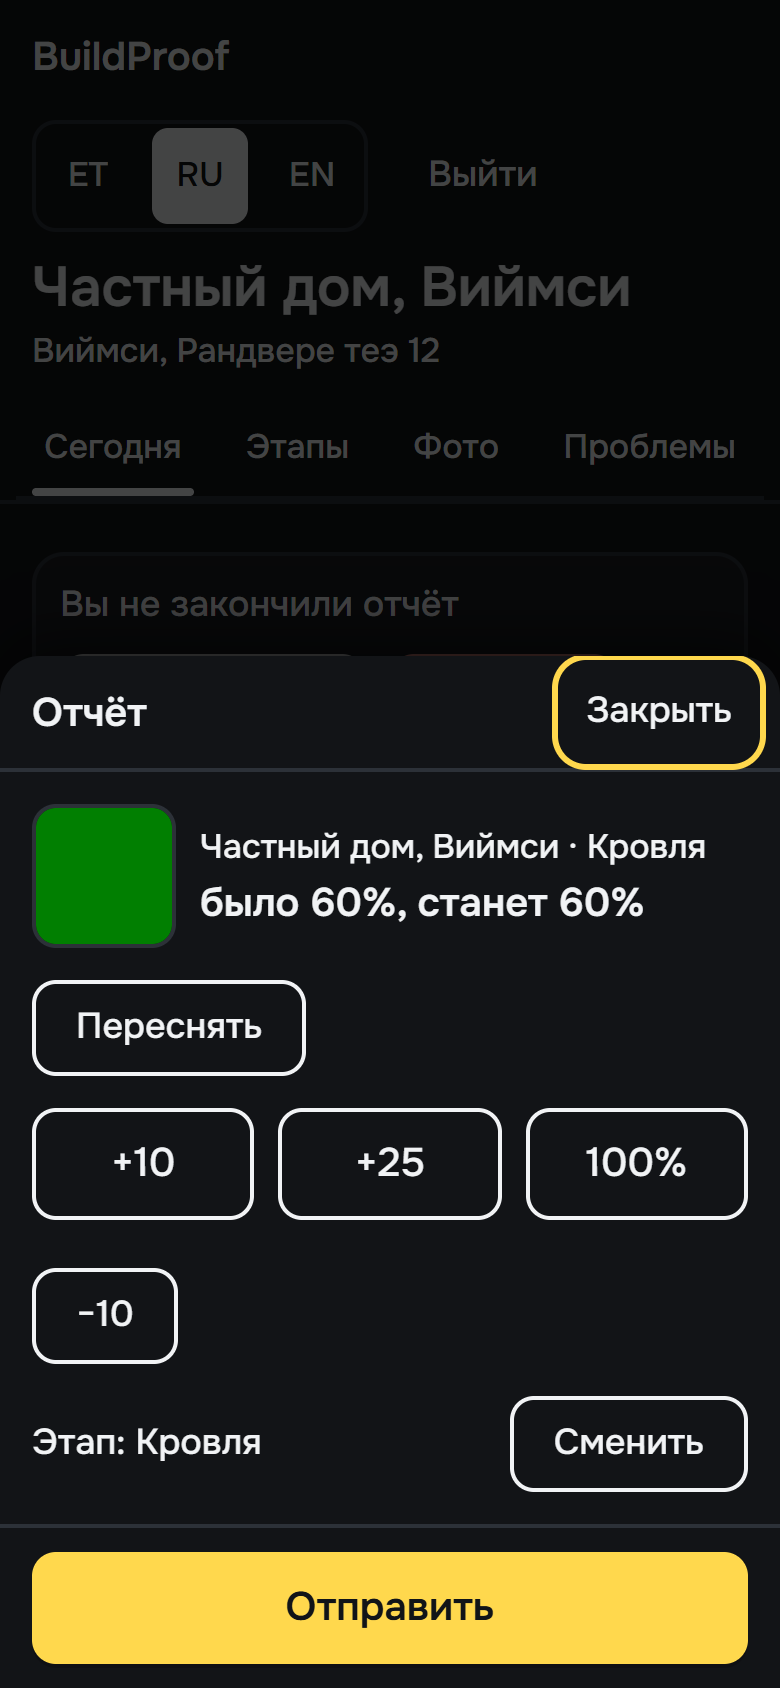 BuildProof
ET RU EN Выйти
Частный дом, Виймси
Виймси, Рандвере теэ 12
Сегодня Этапы Фото Проблемы
Вы не закончили отчёт
Отчёт Закрыть
Частный дом, Виймси · Кровля
было 60%, станет 60%
Переснять
+10 +25 100%
−10
Этап: Кровля Сменить
Отправить